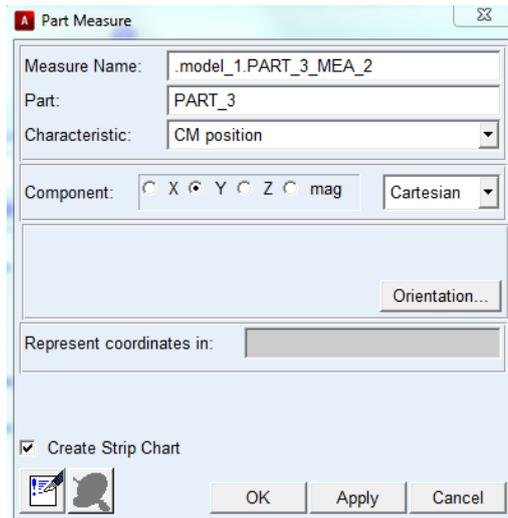 A Part Measure
Measure Name: .model_1.PART_3_MEA_2
Part: PART_3
Characteristic: CM position
Component: X Y Z mag Cartesian
Orientation...
Represent coordinates in:
Create Strip Chart
OK Apply Cancel